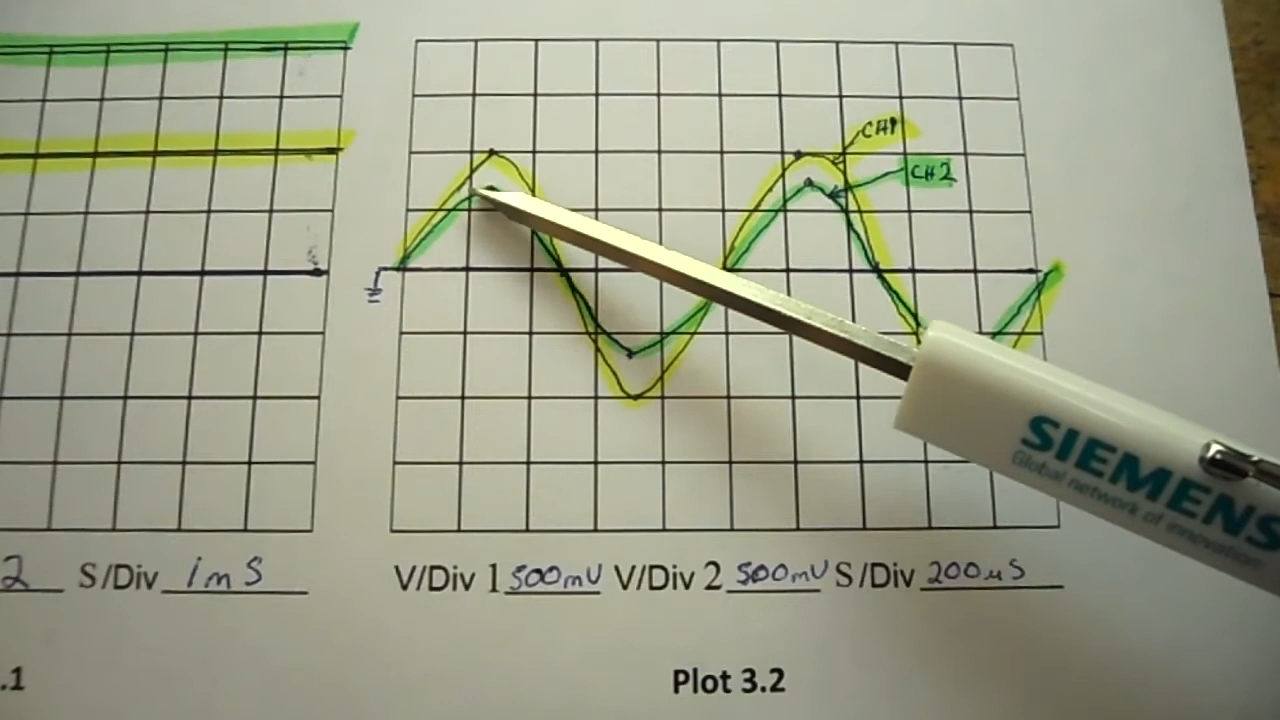 CH1
CH2
SIEMENS
Global network of innovation
2 S/Div 1mS
V/Div 1 500mV V/Div 2 500mV S/Div 200µS
.1
Plot 3.2